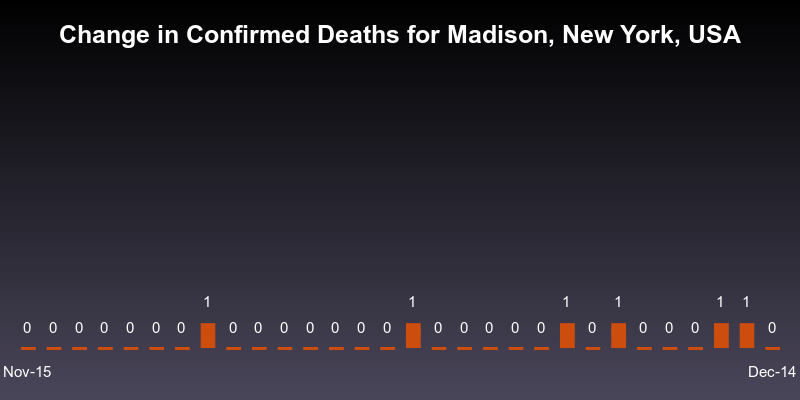 Change in Confirmed Deaths for Madison, New York, USA
0 0 0 0 0 0 0 1 0 0 0 0 0 0 0 1 0 0 0 0 0 1 0 1 0 0 0 1 1 0
Nov-15 Dec-14